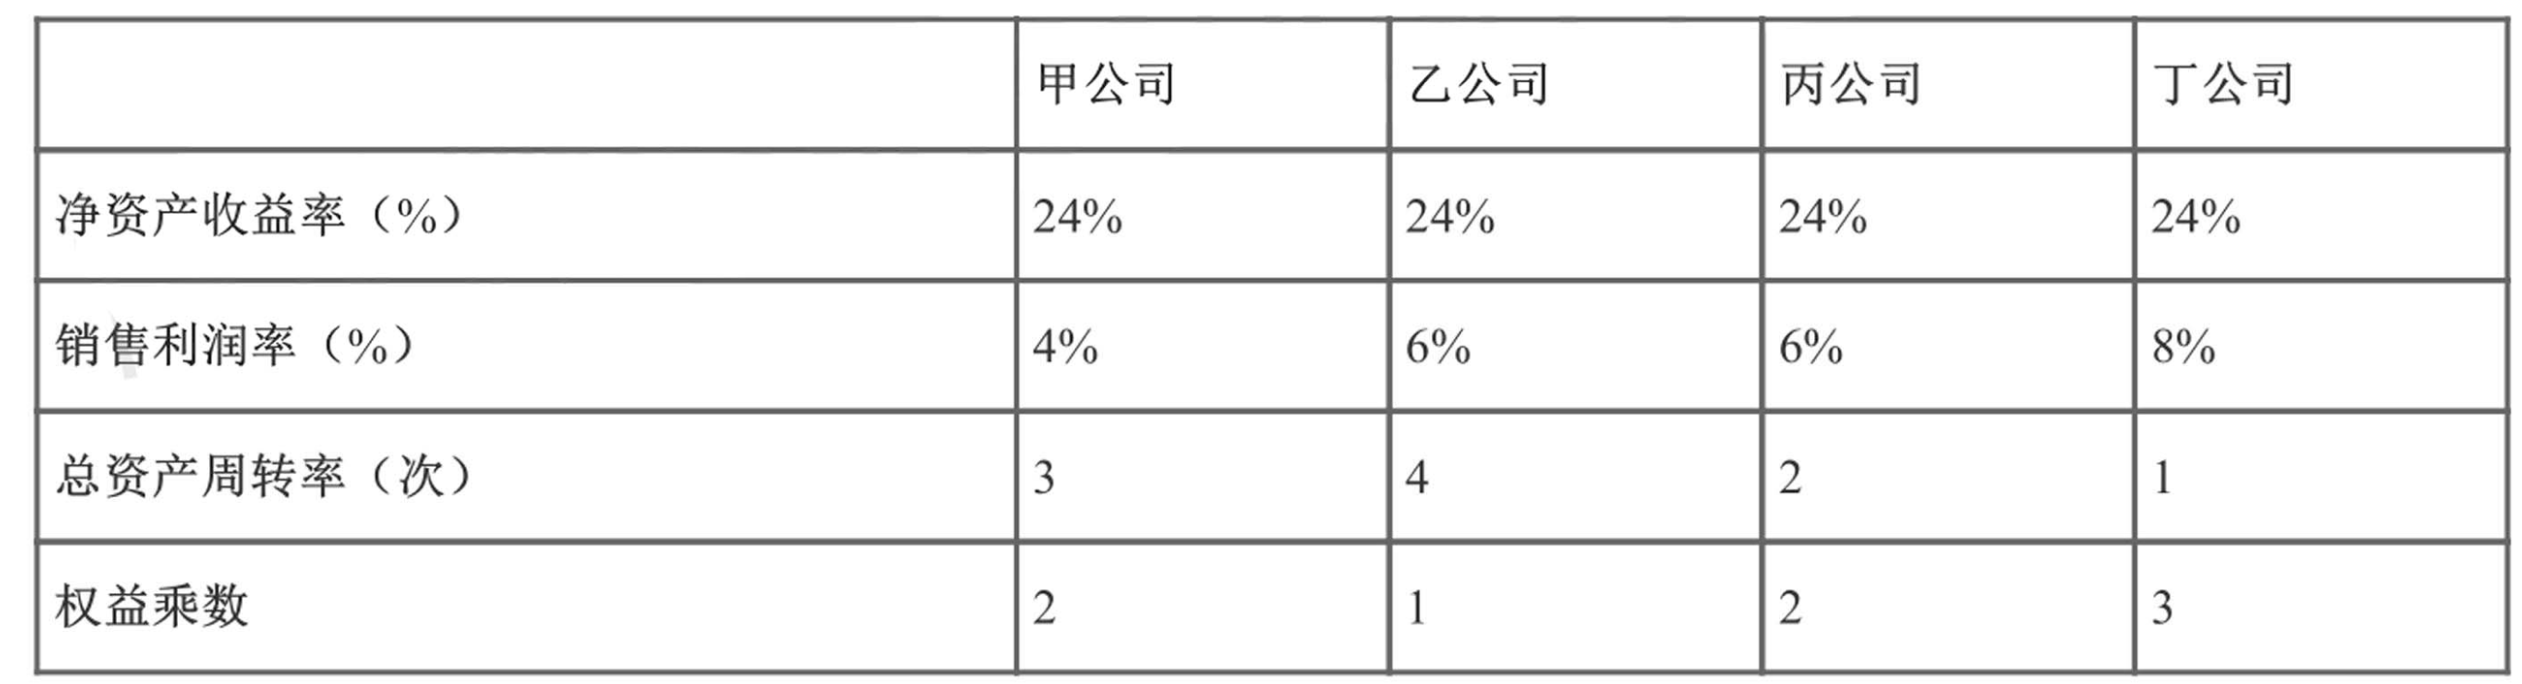 甲公司 乙公司 丙公司 丁公司
净资产收益率（%） 24% 24% 24% 24%
销售利润率（%） 4% 6% 6% 8%
总资产周转率（次） 3 4 2 1
权益乘数 2 1 2 3